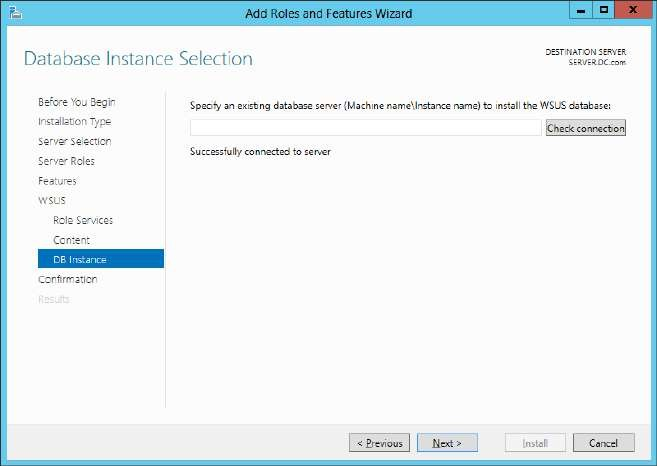 Add Roles and Features Wizard
Database Instance Selection
DESTINATION SERVER
SERVER.DC.com
Before You Begin
Installation Type
Server Selection
Server Roles
Features
WSUS
Role Services
Content
DB Instance
Confirmation
Results
Specify an existing database server (Machine name\Instance name) to install the WSUS database:
Check connection
Successfully connected to server
< Previous
Next >
Install
Cancel